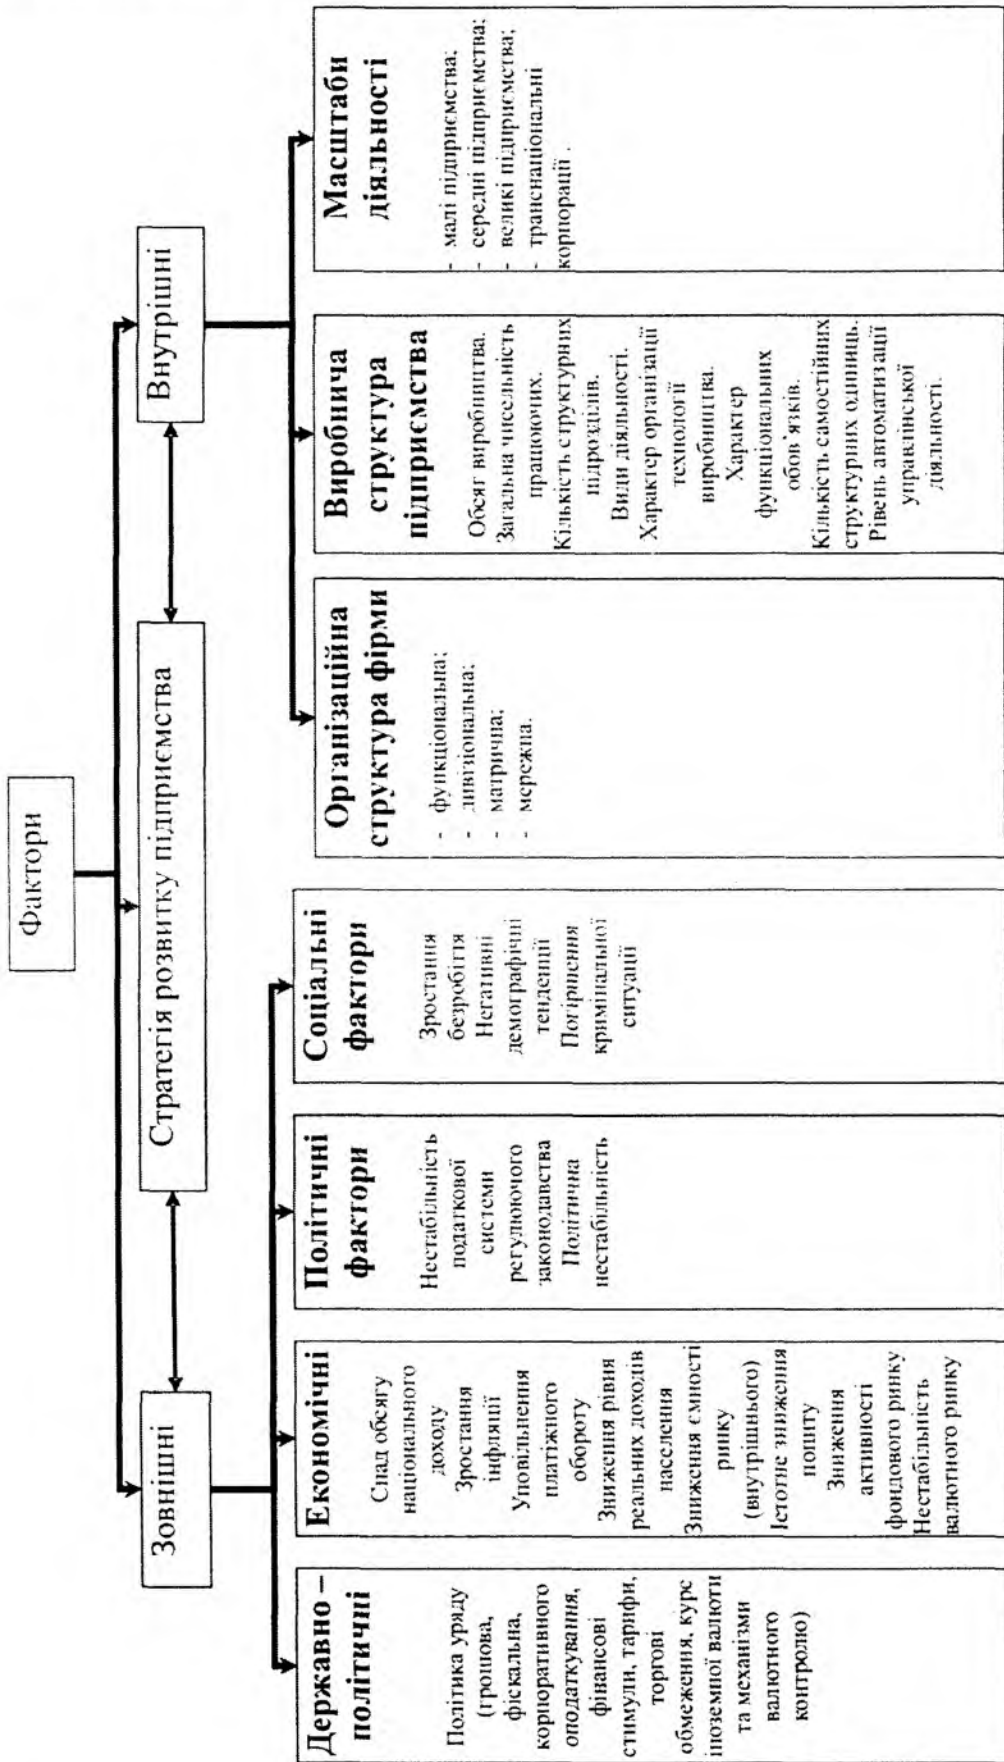 Фактори
Зовнішні
Стратегія розвитку підприємства
Внутрішні
Державно –
політичні
Політика уряду
(грошова,
фіскальна,
корпоративного
оподаткування,
фінансові
стимули, тарифи,
торгові
обмеження, курс
іноземної валюти
та механізми
валютного
контролю)
Економічні
Спад обсягу
національного
доходу
Зростання
інфляції
Уповільнення
платіжного
обороту
Зниження рівня
реальних доходів
населення
Зниження ємності
ринку
(внутрішнього)
Істотне зниження
попиту
Зниження
активності
фондового ринку
Нестабільність
валютного ринку
Політичні
фактори
Нестабільність
податкової
системи
регулюючого
законодавства
Політична
нестабільність
Соціальні
фактори
Зростання
безробіття
Негативні
демографічні
тенденції
Погіршення
кримінальної
ситуації
Організаційна
структура фірми
- функціональна;
- дивізіональна;
- матрична;
- мережна.
Виробнича
структура
підприємства
Обсяг виробництва.
Загальна чисельність
працюючих.
Кількість структурних
підрозділів.
Види діяльності.
Характер організації
технології
виробництва.
Характер
функціональних
обов’язків.
Кількість самостійних
структурних одиниць.
Рівень автоматизації
управлінської
діяльності.
Масштаби
діяльності
- малі підприємства;
- середні підприємства;
- великі підприємства;
- транснаціональні
корпорації .